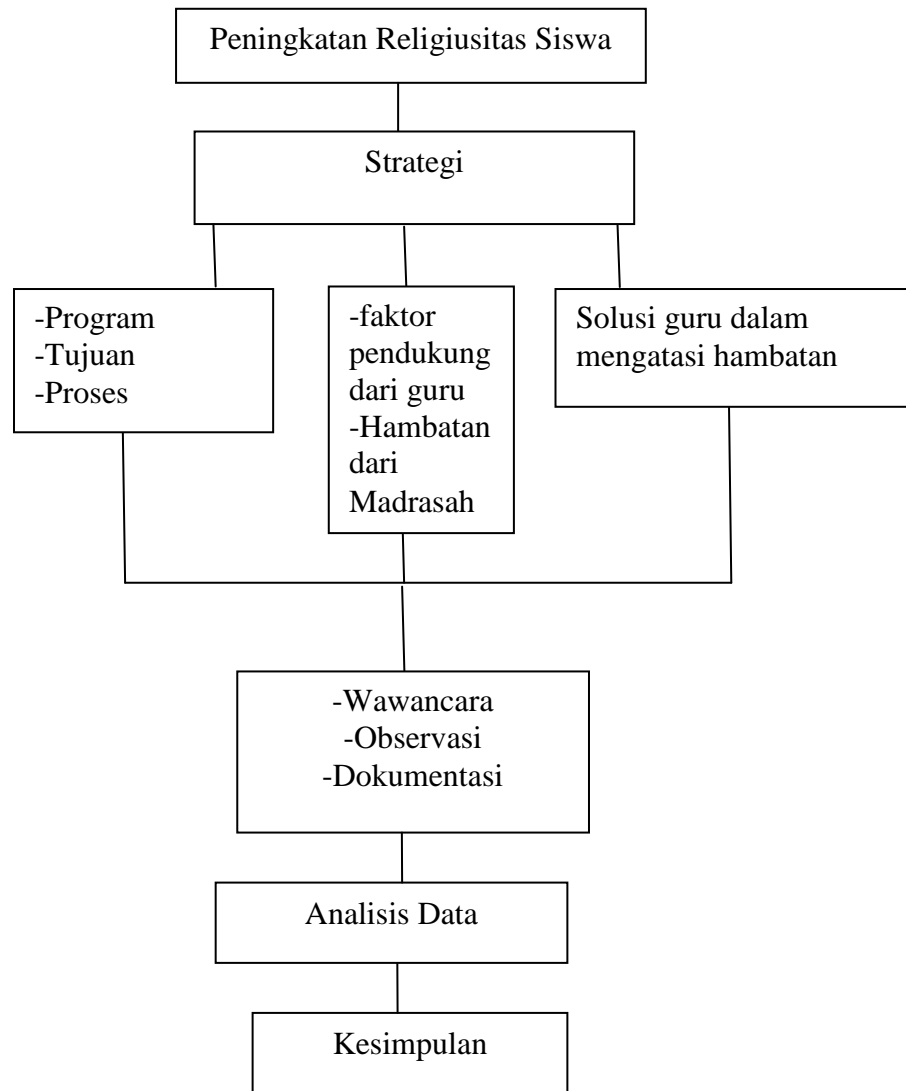 Peningkatan Religiusitas Siswa
Strategi
-Program
-Tujuan
-Proses
-faktor
pendukung
dari guru
-Hambatan
dari
Madrasah
Solusi guru dalam
mengatasi hambatan
-Wawancara
-Observasi
-Dokumentasi
Analisis Data
Kesimpulan